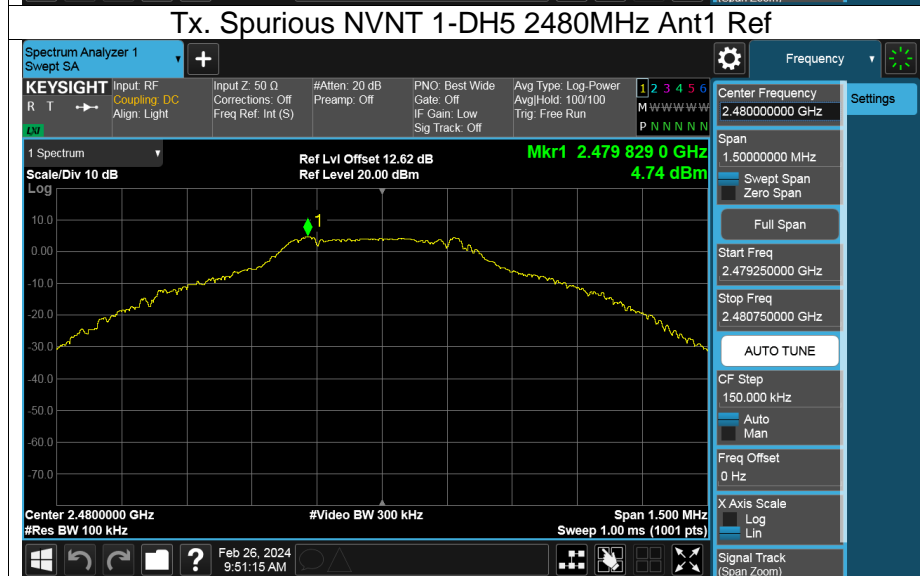 (Span Zoom)
Tx. Spurious NVNT 1-DH5 2480MHz Ant1 Ref
Spectrum Analyzer 1
Swept SA
+
Frequency
KEYSIGHT
R T
LXI
Input: RF
Coupling: DC
Align: Light
Input Z: 50 Ω
Corrections: Off
Freq Ref: Int (S)
#Atten: 20 dB
Preamp: Off
PNO: Best Wide
Gate: Off
IF Gain: Low
Sig Track: Off
Avg Type: Log-Power
Avg|Hold: 100/100
Trig: Free Run
1 2 3 4 5 6
M W W W W W
P N N N N N
1 Spectrum
Scale/Div 10 dB
Log
Ref Lvl Offset 12.62 dB
Ref Level 20.00 dBm
Mkr1 2.479 829 0 GHz
4.74 dBm
1
10.0
0.00
-10.0
-20.0
-30.0
-40.0
-50.0
-60.0
-70.0
Center 2.4800000 GHz
#Res BW 100 kHz
#Video BW 300 kHz
Span 1.500 MHz
Sweep 1.00 ms (1001 pts)
Center Frequency
2.480000000 GHz
Settings
Span
1.50000000 MHz
Swept Span
Zero Span
Full Span
Start Freq
2.479250000 GHz
Stop Freq
2.480750000 GHz
AUTO TUNE
CF Step
150.000 kHz
Auto
Man
Freq Offset
0 Hz
X Axis Scale
Log
Lin
Signal Track
(Span Zoom)
?
Feb 26, 2024
9:51:15 AM